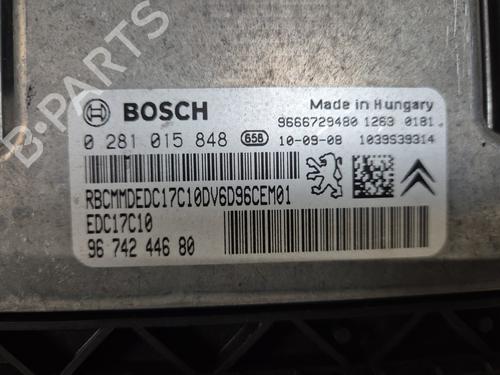 B-PARTS
BOSCH
Made in Hungary
9666729480 1263 0181
0 281 015 848 658 10-09-08 1039S39314
RBCMMDEDC17C10DV6D96CEM01
EDC17C10
96 742 446 80